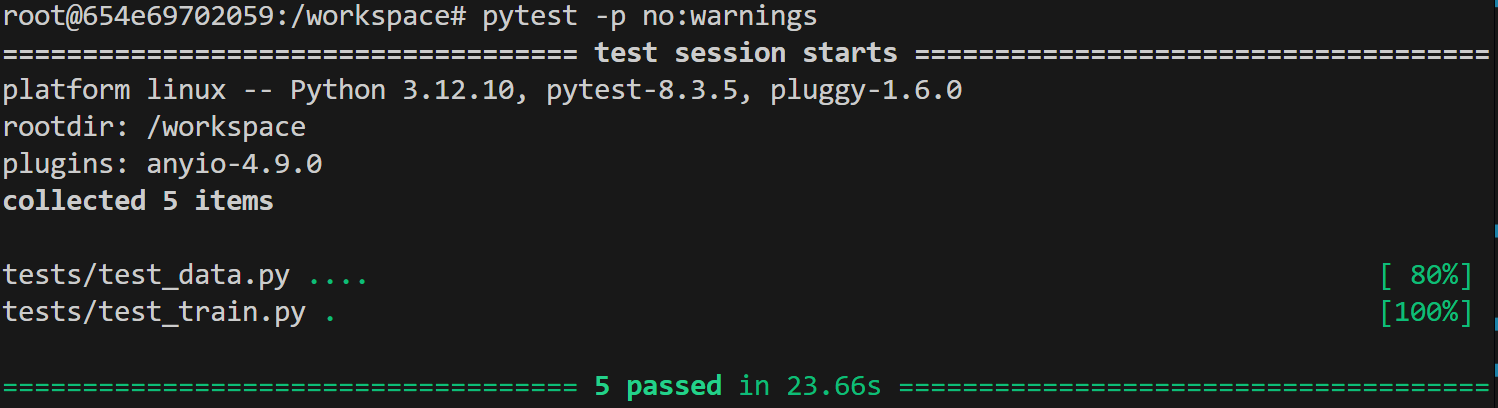 root@654e69702059:/workspace# pytest -p no:warnings
==================================== test session starts ====================================
platform linux -- Python 3.12.10, pytest-8.3.5, pluggy-1.6.0
rootdir: /workspace
plugins: anyio-4.9.0
collected 5 items
tests/test_data.py .... [ 80%]
tests/test_train.py . [100%]
==================================== 5 passed in 23.66s =====================================